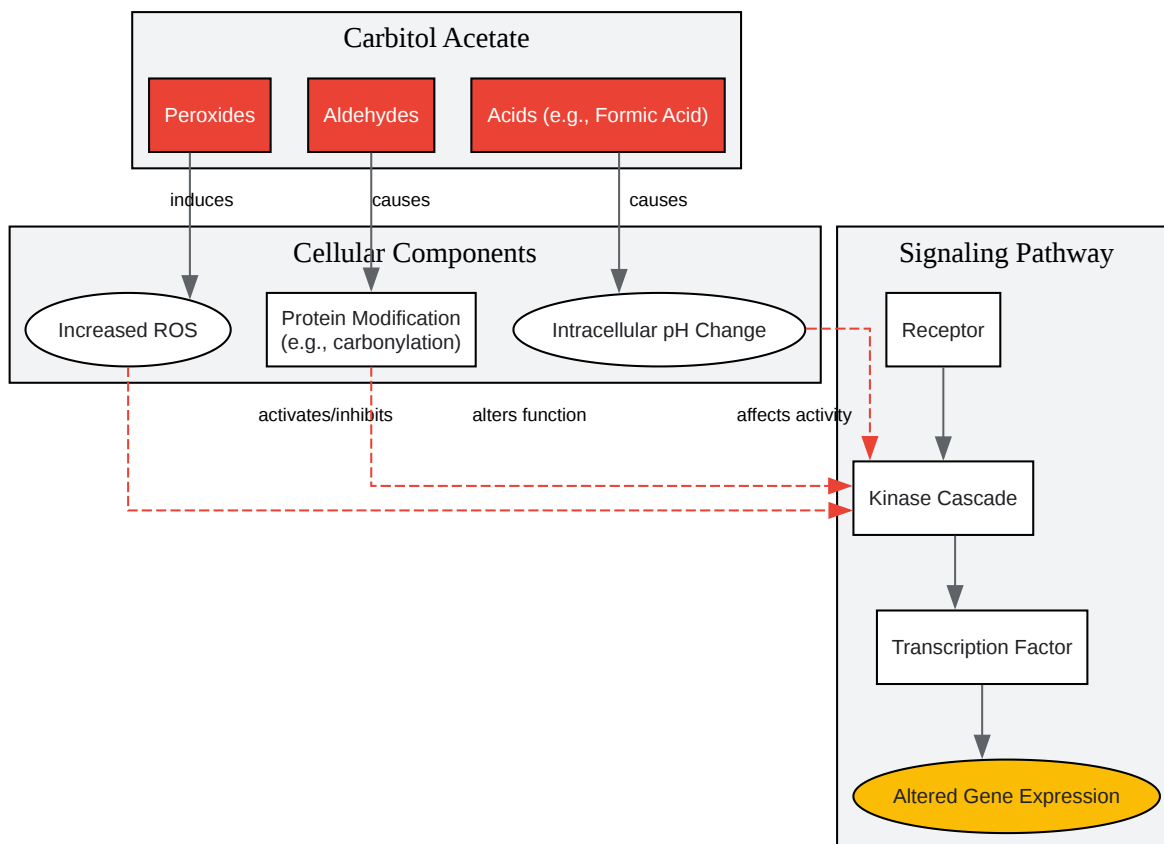 Carbitol Acetate
Peroxides
Aldehydes
Acids (e.g., Formic Acid)
induces
causes
causes
Cellular Components
Signaling Pathway
Increased ROS
Protein Modification
(e.g., carbonylation)
Intracellular pH Change
Receptor
activates/inhibits
alters function
affects activity
Kinase Cascade
Transcription Factor
Altered Gene Expression